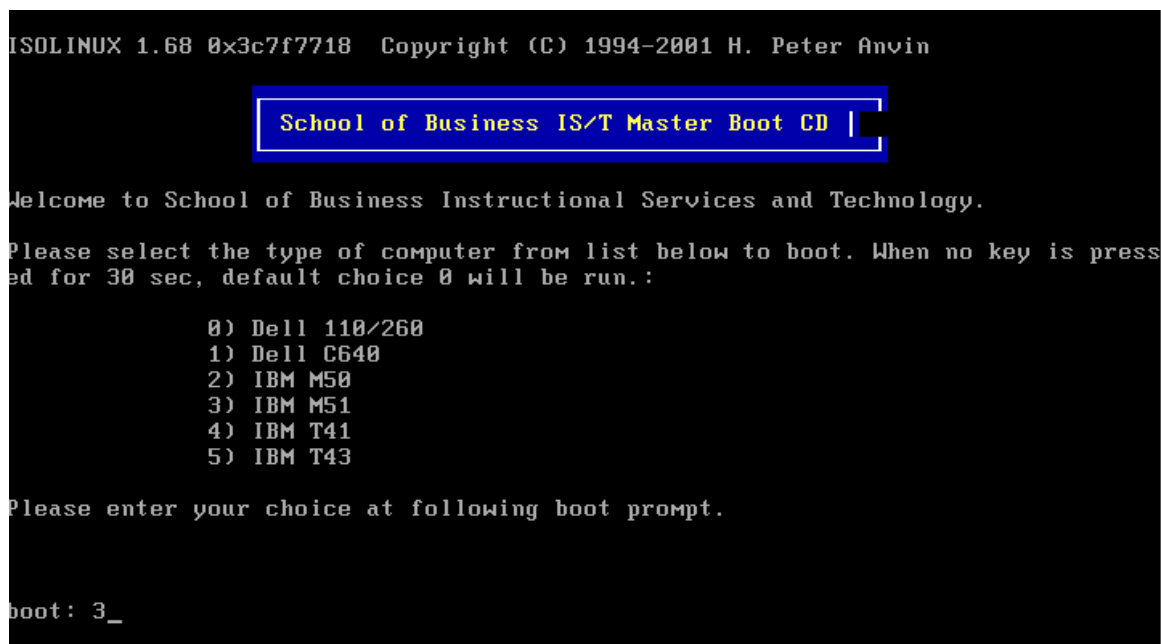 ISOLINUX 1.68 0x3c7f7718  Copyright (C) 1994-2001 H. Peter Anvin
School of Business IS/T Master Boot CD
Welcome to School of Business Instructional Services and Technology.
Please select the type of computer from list below to boot. When no key is press
ed for 30 sec, default choice 0 will be run.:
0) Dell 110/260
1) Dell C640
2) IBM M50
3) IBM M51
4) IBM T41
5) IBM T43
Please enter your choice at following boot prompt.
boot: 3_